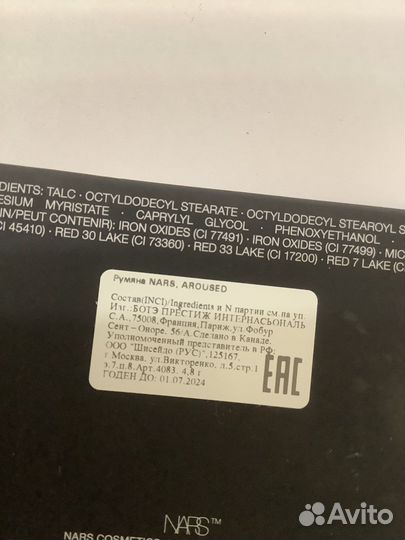 DIENTS: TALC · OCTYLDODECYL STEARATE · OCTYLDODECYL STEAROYL S
ESIUM MYRISTATE · CAPRYLYL GLYCOL · PHENOXYETHANOL ·
IN/PEUT CONTENIR): IRON OXIDES (CI 77491) · IRON OXIDES (CI 77499) · MIC
CI 45410) · RED 30 LAKE (CI 73360) · RED 33 LAKE (CI 17200) · RED 7 LAKE (C
Румяна NARS, AROUSED
Состав(INCI)/Ingredients и N партии см.на уп.
Изг.:БОТЭ ПРЕСТИЖ ИНТЕРНАСЬОНАЛЬ
С.А.,75008,Франция,Париж,ул.Фобур
Сент - Оноре, 56/А.Сделано в Канаде.
Уполномоченный представитель в РФ:
ООО "Шисейдо (РУС)",125167,
г Москва, ул.Викторенко, л.5,стр.1
э.7,п.8.Арт.4083. 4,8 г
ГОДЕН ДО: 01.07.2024
EAC
NARS™
NARS COSMETICS
Avito